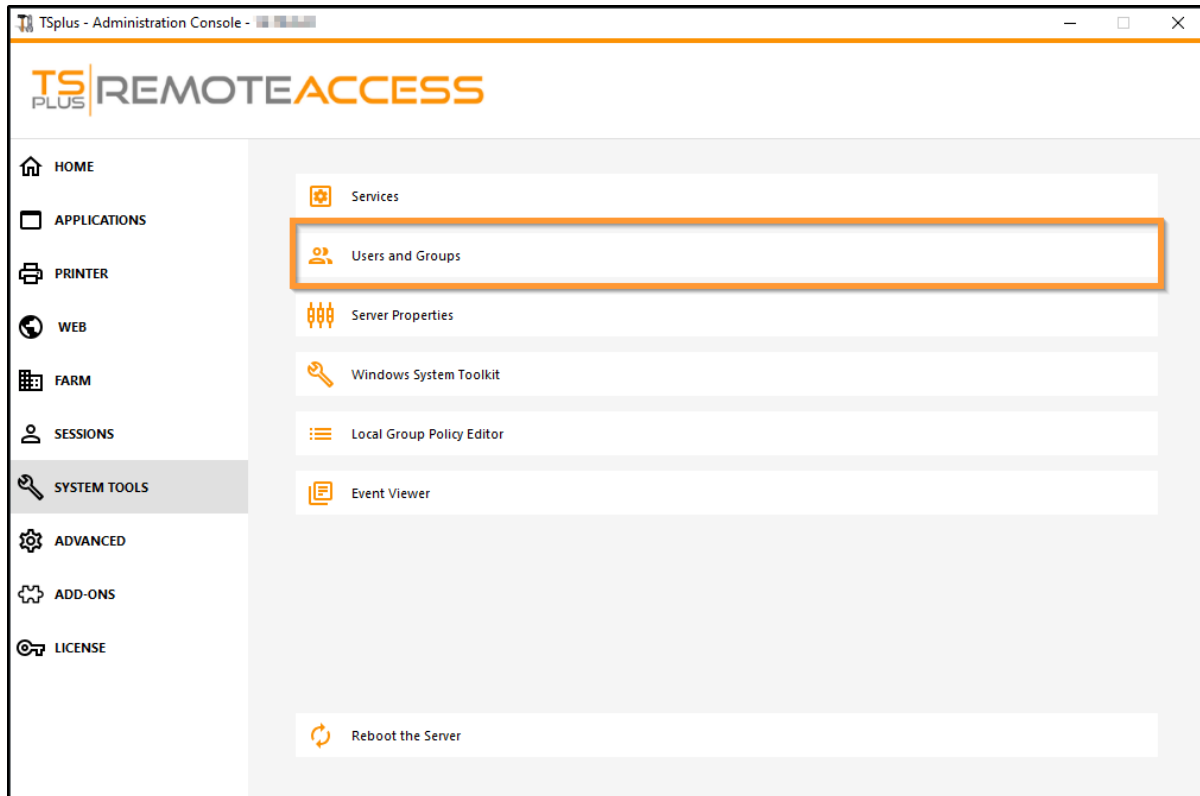 TSplus - Administration Console -
TS PLUS REMOTEACCESS
HOME
APPLICATIONS
PRINTER
WEB
FARM
SESSIONS
SYSTEM TOOLS
ADVANCED
ADD-ONS
LICENSE
Services
Users and Groups
Server Properties
Windows System Toolkit
Local Group Policy Editor
Event Viewer
Reboot the Server